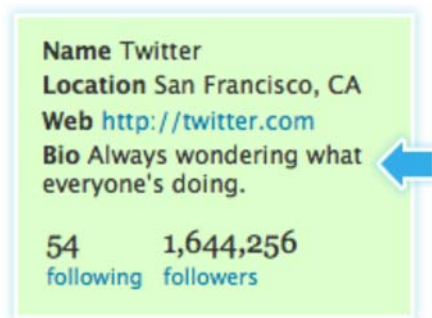 Name Twitter
Location San Francisco, CA
Web http://twitter.com
Bio Always wondering what
everyone's doing.
54 1,644,256
following followers